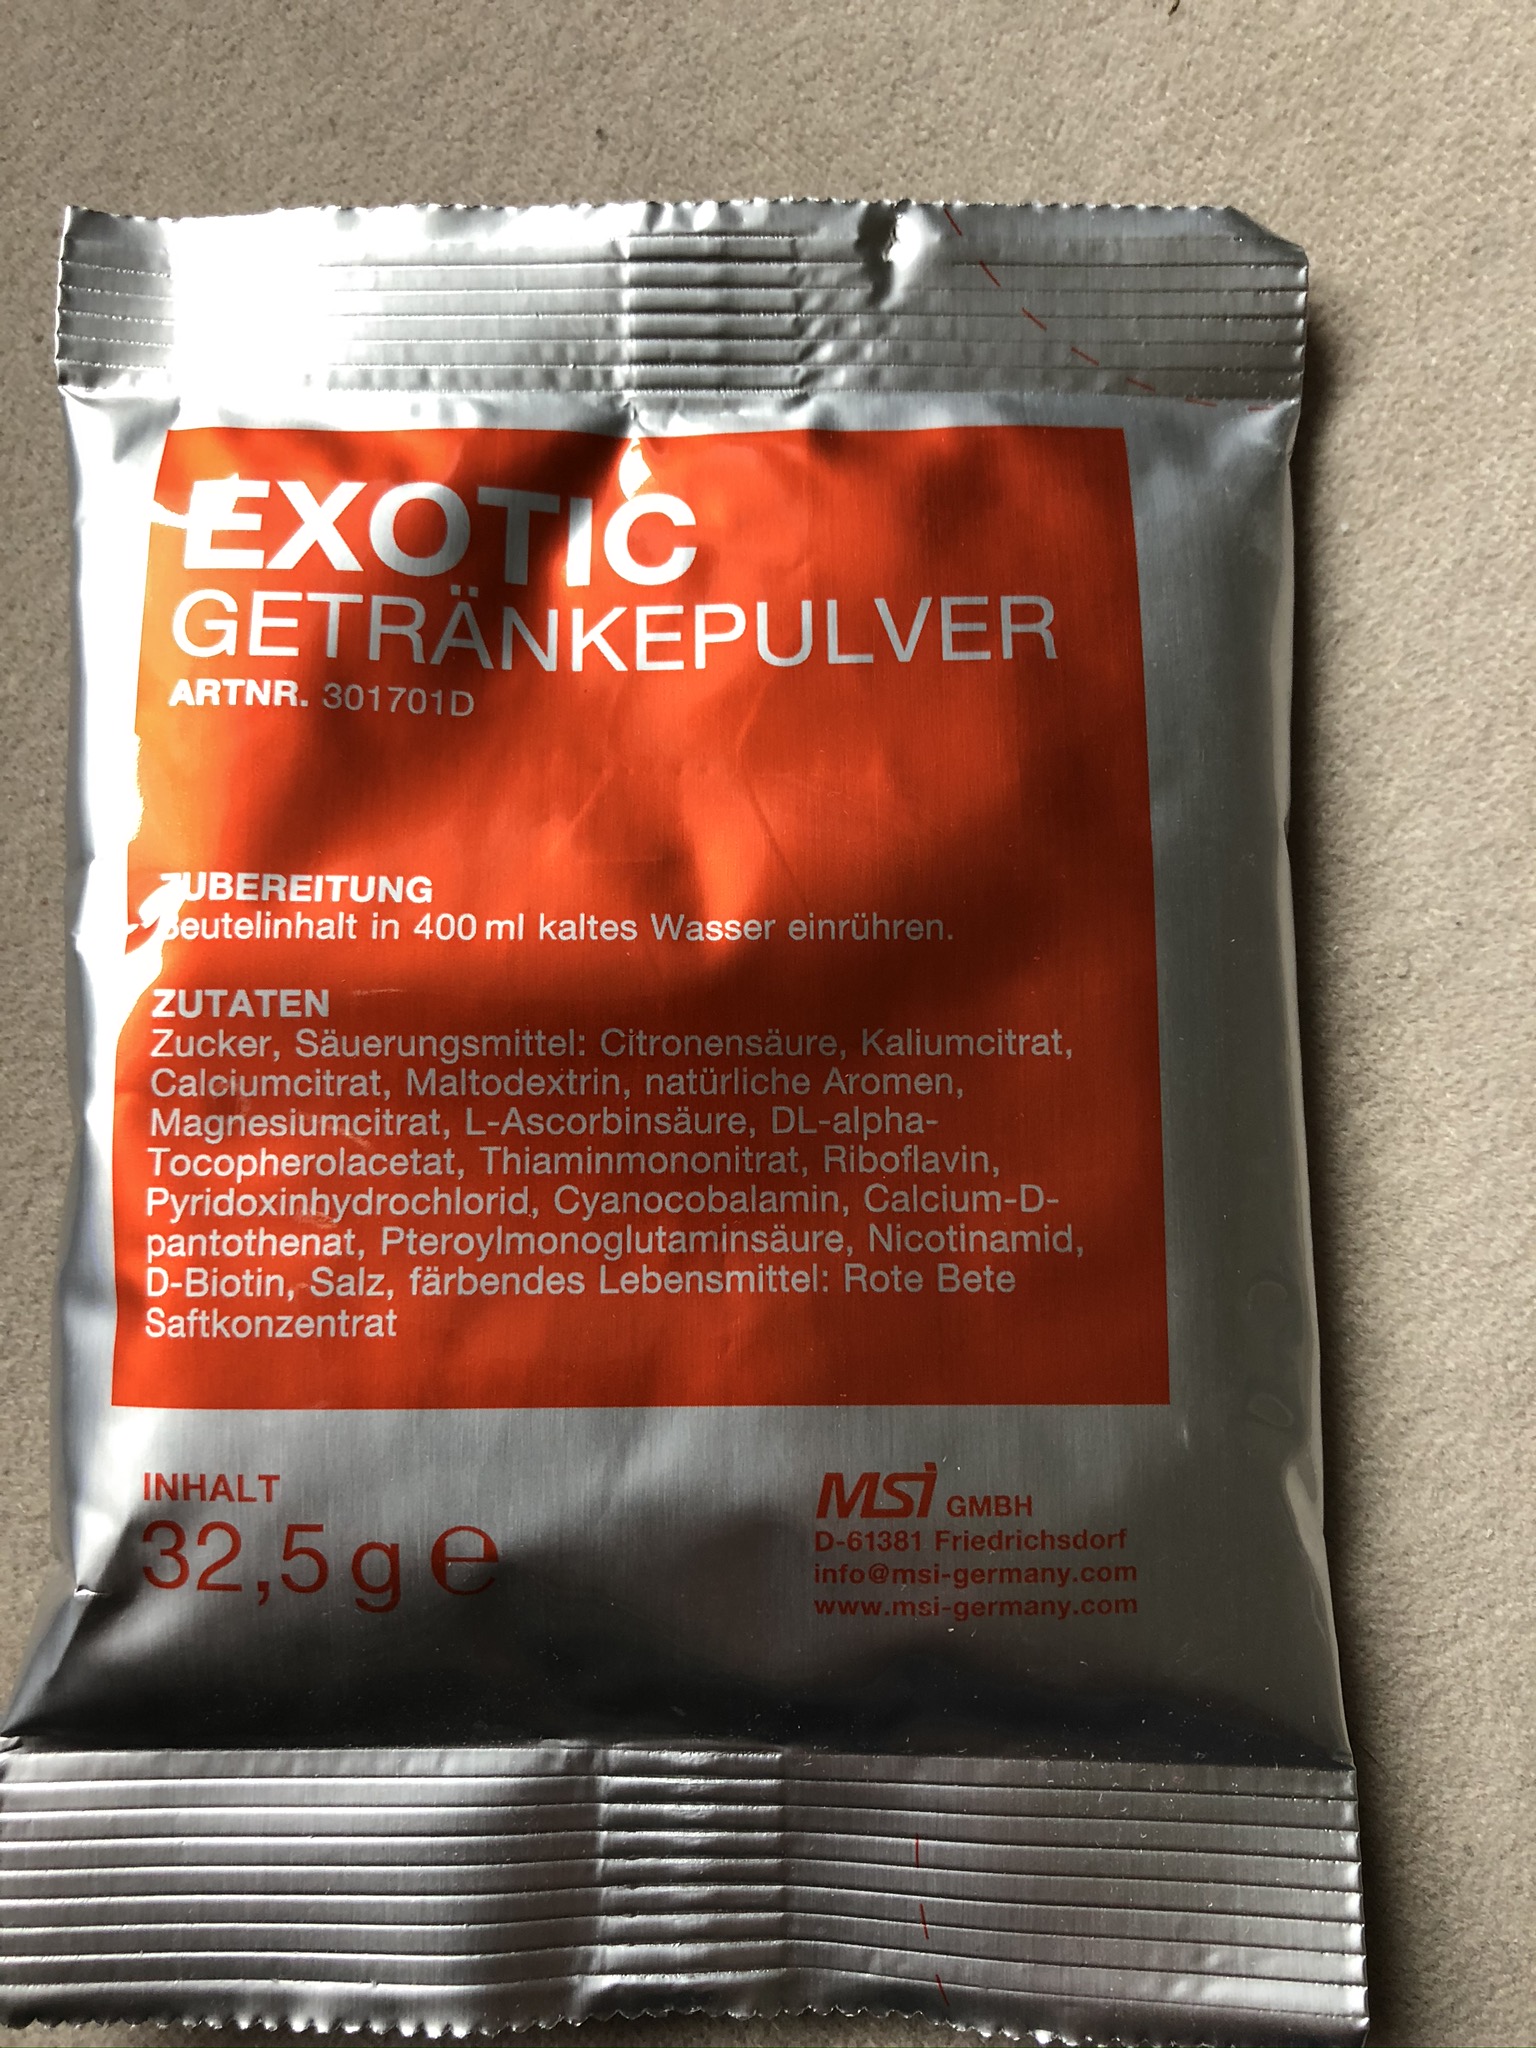 EXOTIC
GETRÄNKEPULVER
ARTNR. 301701D
ZUBEREITUNG
Beutelinhalt in 400 ml kaltes Wasser einrühren.
ZUTATEN
Zucker, Säuerungsmittel: Citronensäure, Kaliumcitrat,
Calciumcitrat, Maltodextrin, natürliche Aromen,
Magnesiumcitrat, L-Ascorbinsäure, DL-alpha-
Tocopherolacetat, Thiaminmononitrat, Riboflavin,
Pyridoxinhydrochlorid, Cyanocobalamin, Calcium-D-
pantothenat, Pteroylmonoglutaminsäure, Nicotinamid,
D-Biotin, Salz, färbendes Lebensmittel: Rote Bete
Saftkonzentrat
INHALT
32,5 g e
MSi GMBH
D-61381 Friedrichsdorf
info@msi-germany.com
www.msi-germany.com